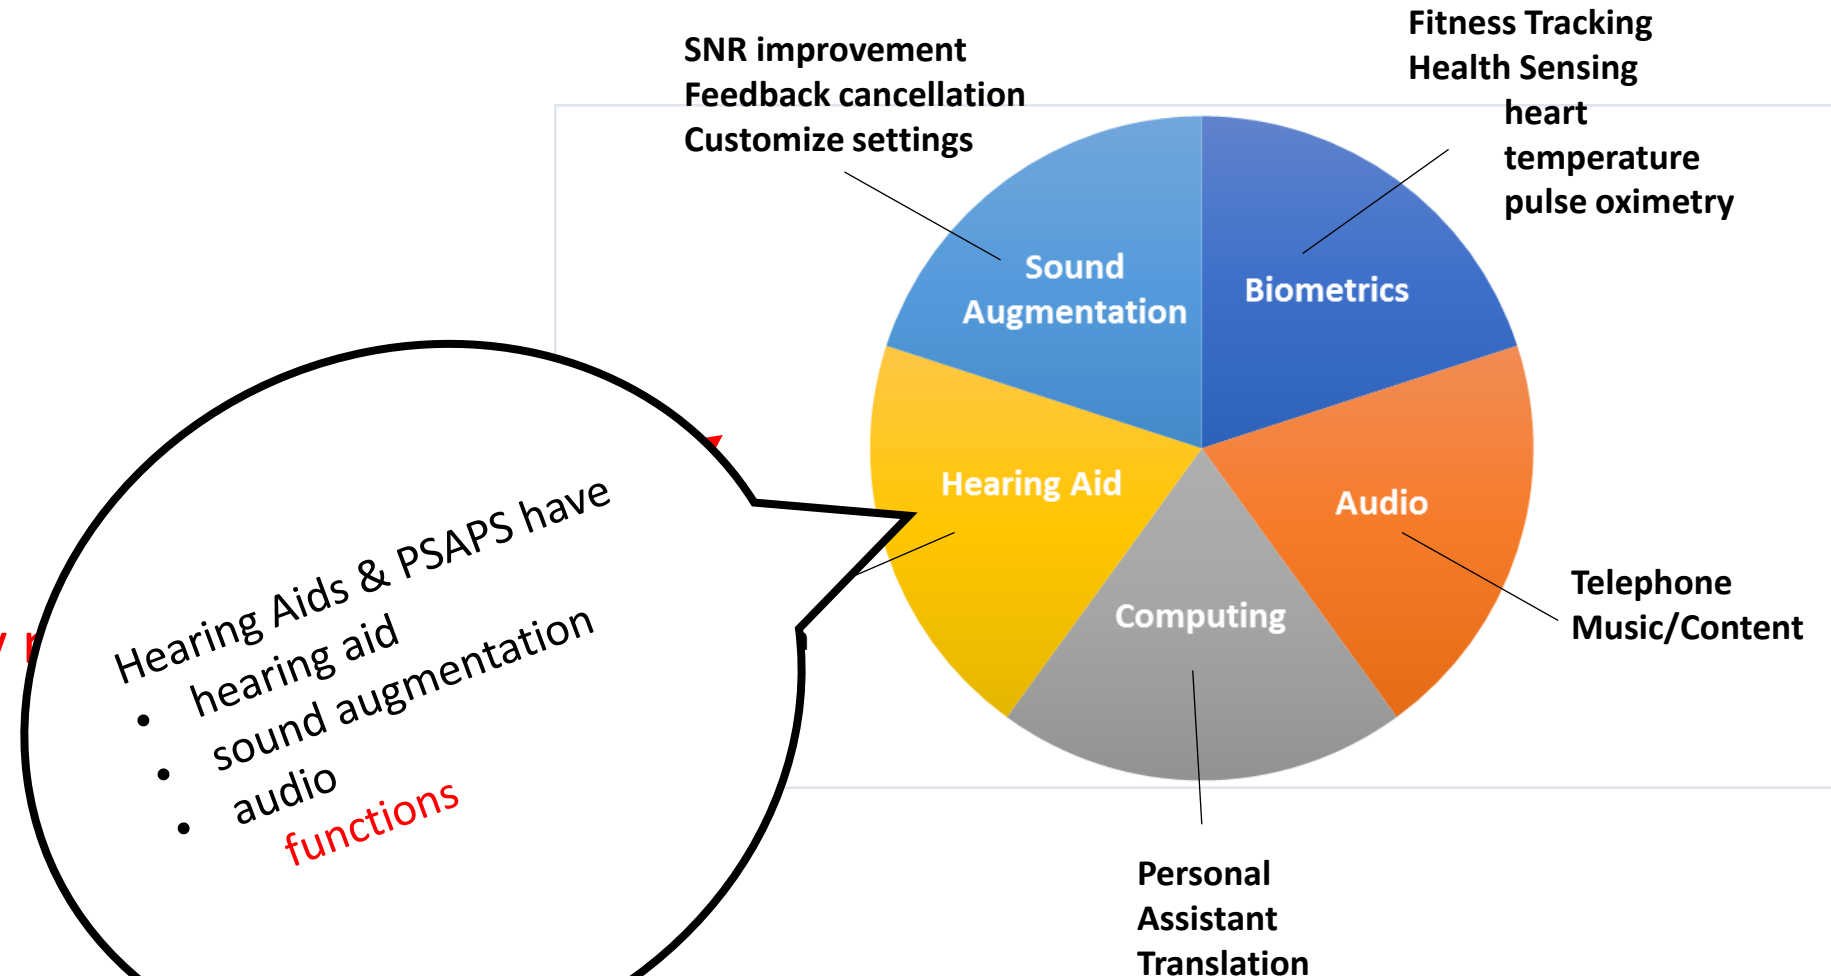 SNR improvement
Feedback cancellation
Customize settings
Fitness Tracking
Health Sensing
heart
temperature
pulse oximetry
Sound
Augmentation
Biometrics
Hearing Aid
Audio
Computing
Telephone
Music/Content
Personal
Assistant
Translation
Hearing Aids & PSAPS have
• hearing aid
• sound augmentation
• audio
functions